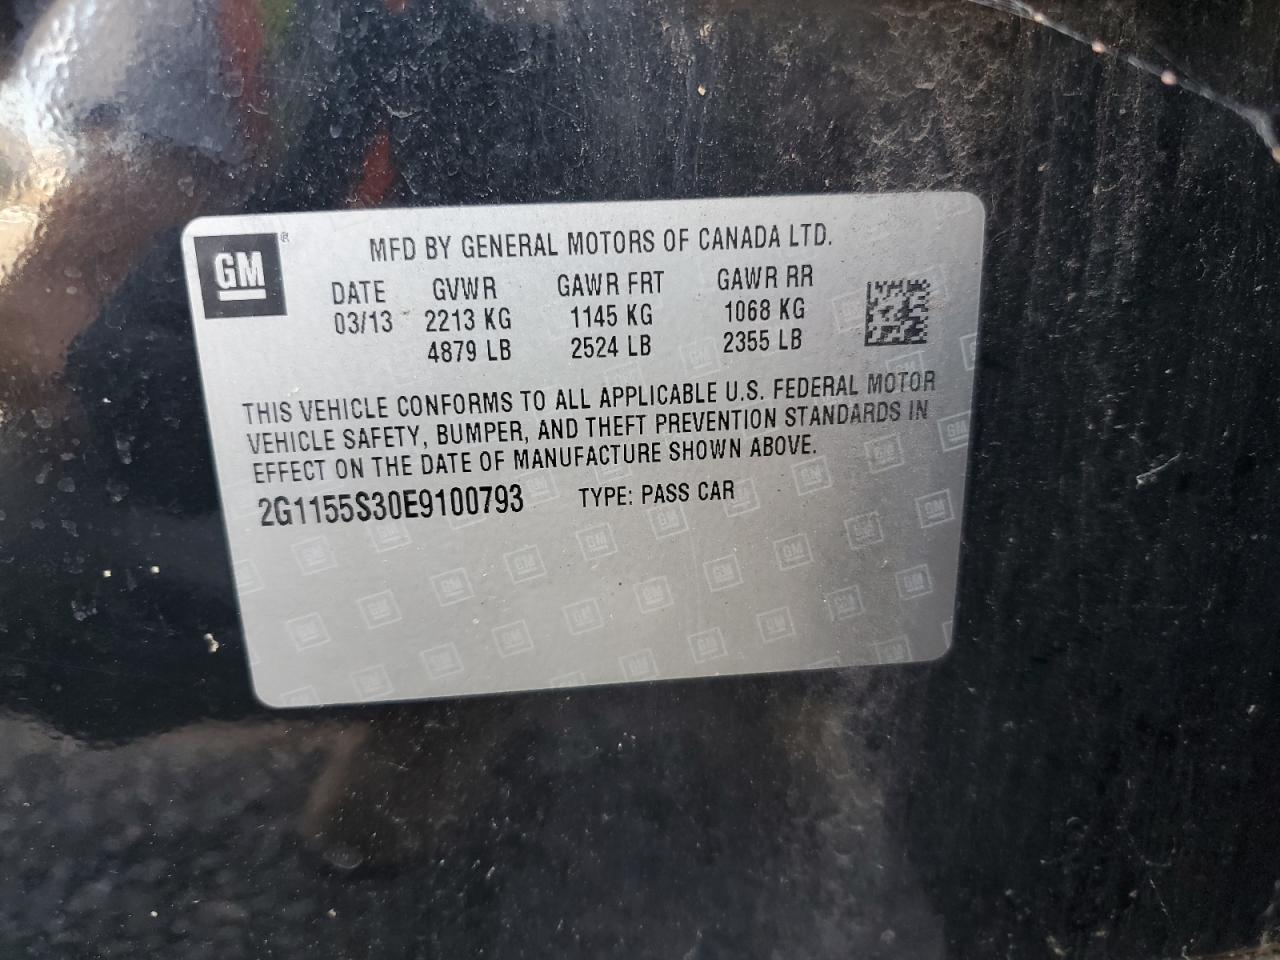 GM®
MFD BY GENERAL MOTORS OF CANADA LTD.
DATE GVWR GAWR FRT GAWR RR
03/13 2213 KG 1145 KG 1068 KG
4879 LB 2524 LB 2355 LB
THIS VEHICLE CONFORMS TO ALL APPLICABLE U.S. FEDERAL MOTOR
VEHICLE SAFETY, BUMPER, AND THEFT PREVENTION STANDARDS IN
EFFECT ON THE DATE OF MANUFACTURE SHOWN ABOVE.
2G1155S30E9100793 TYPE: PASS CAR